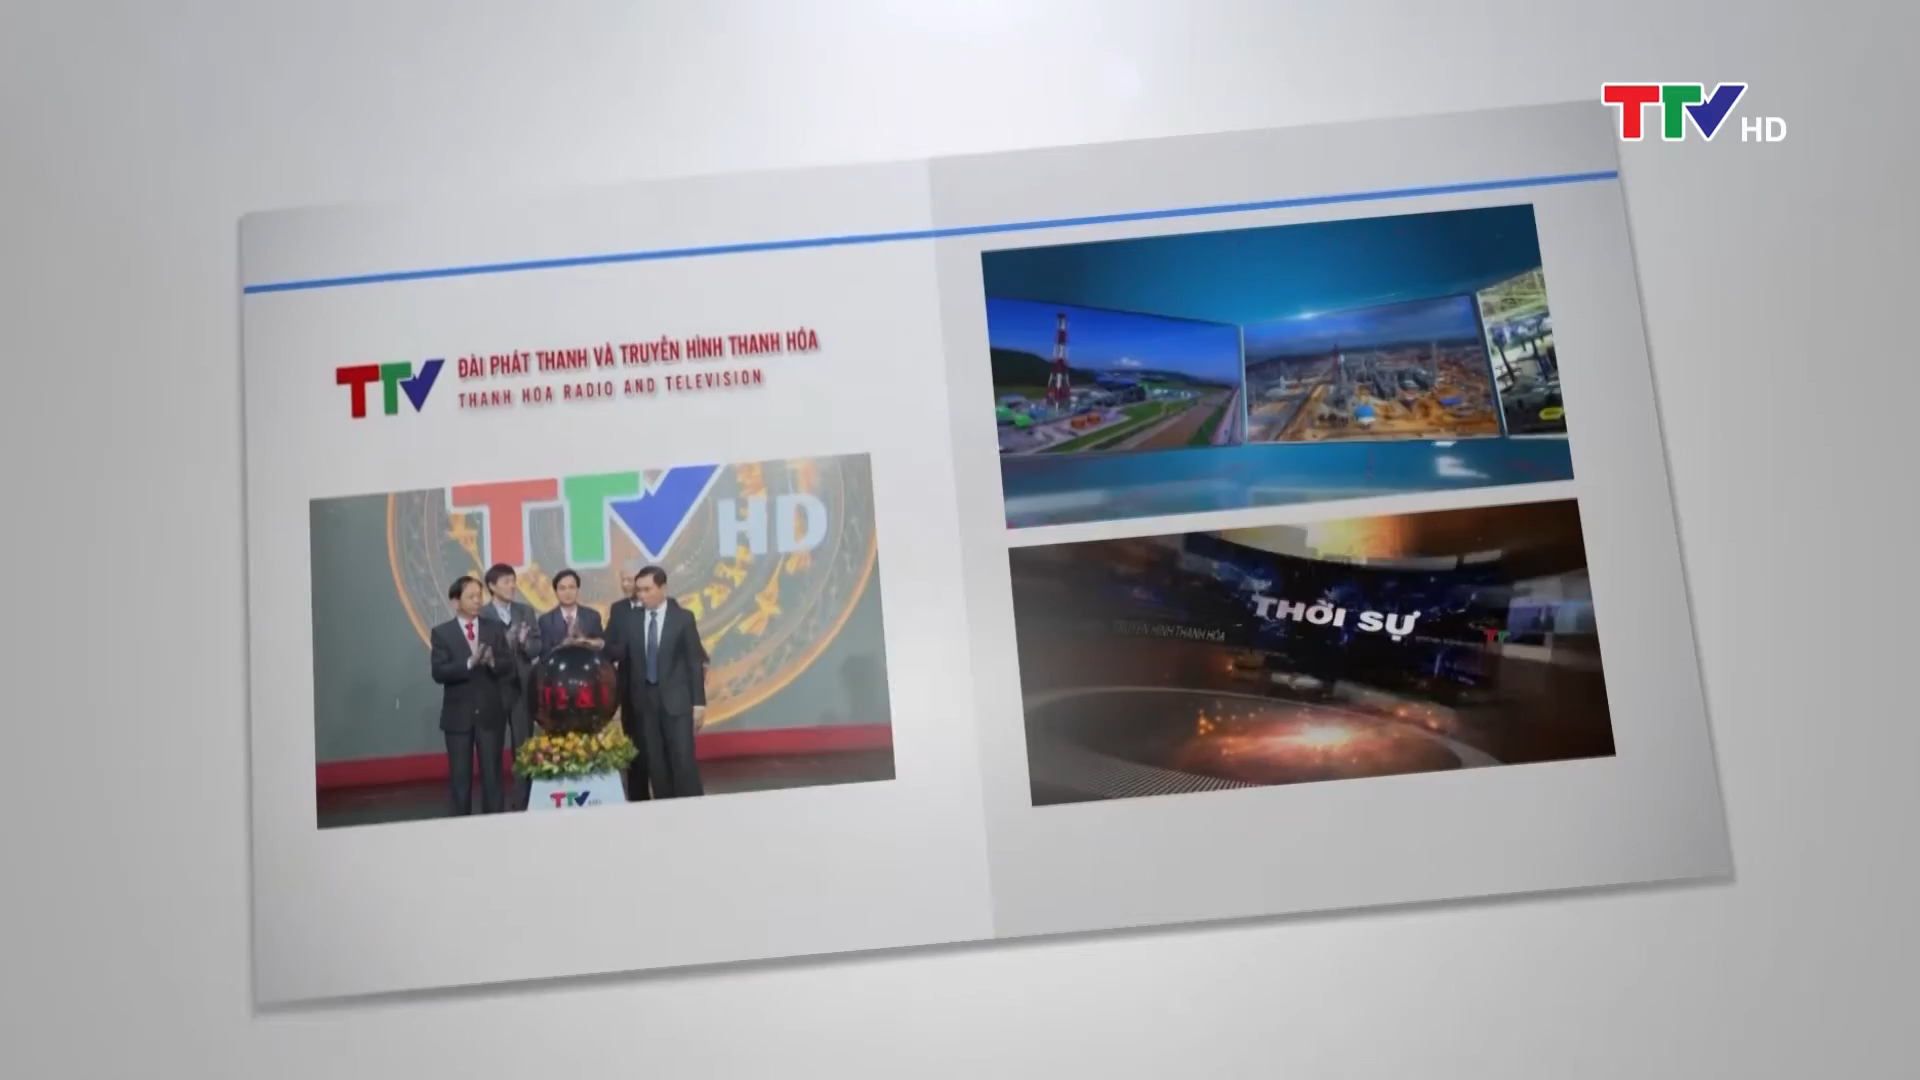 TTV HD
TTV ĐÀI PHÁT THANH VÀ TRUYỀN HÌNH THANH HÓA
THANH HOA RADIO AND TELEVISION
TTV HD
TTV
THỜI SỰ
TRUYỀN HÌNH THANH HÓA